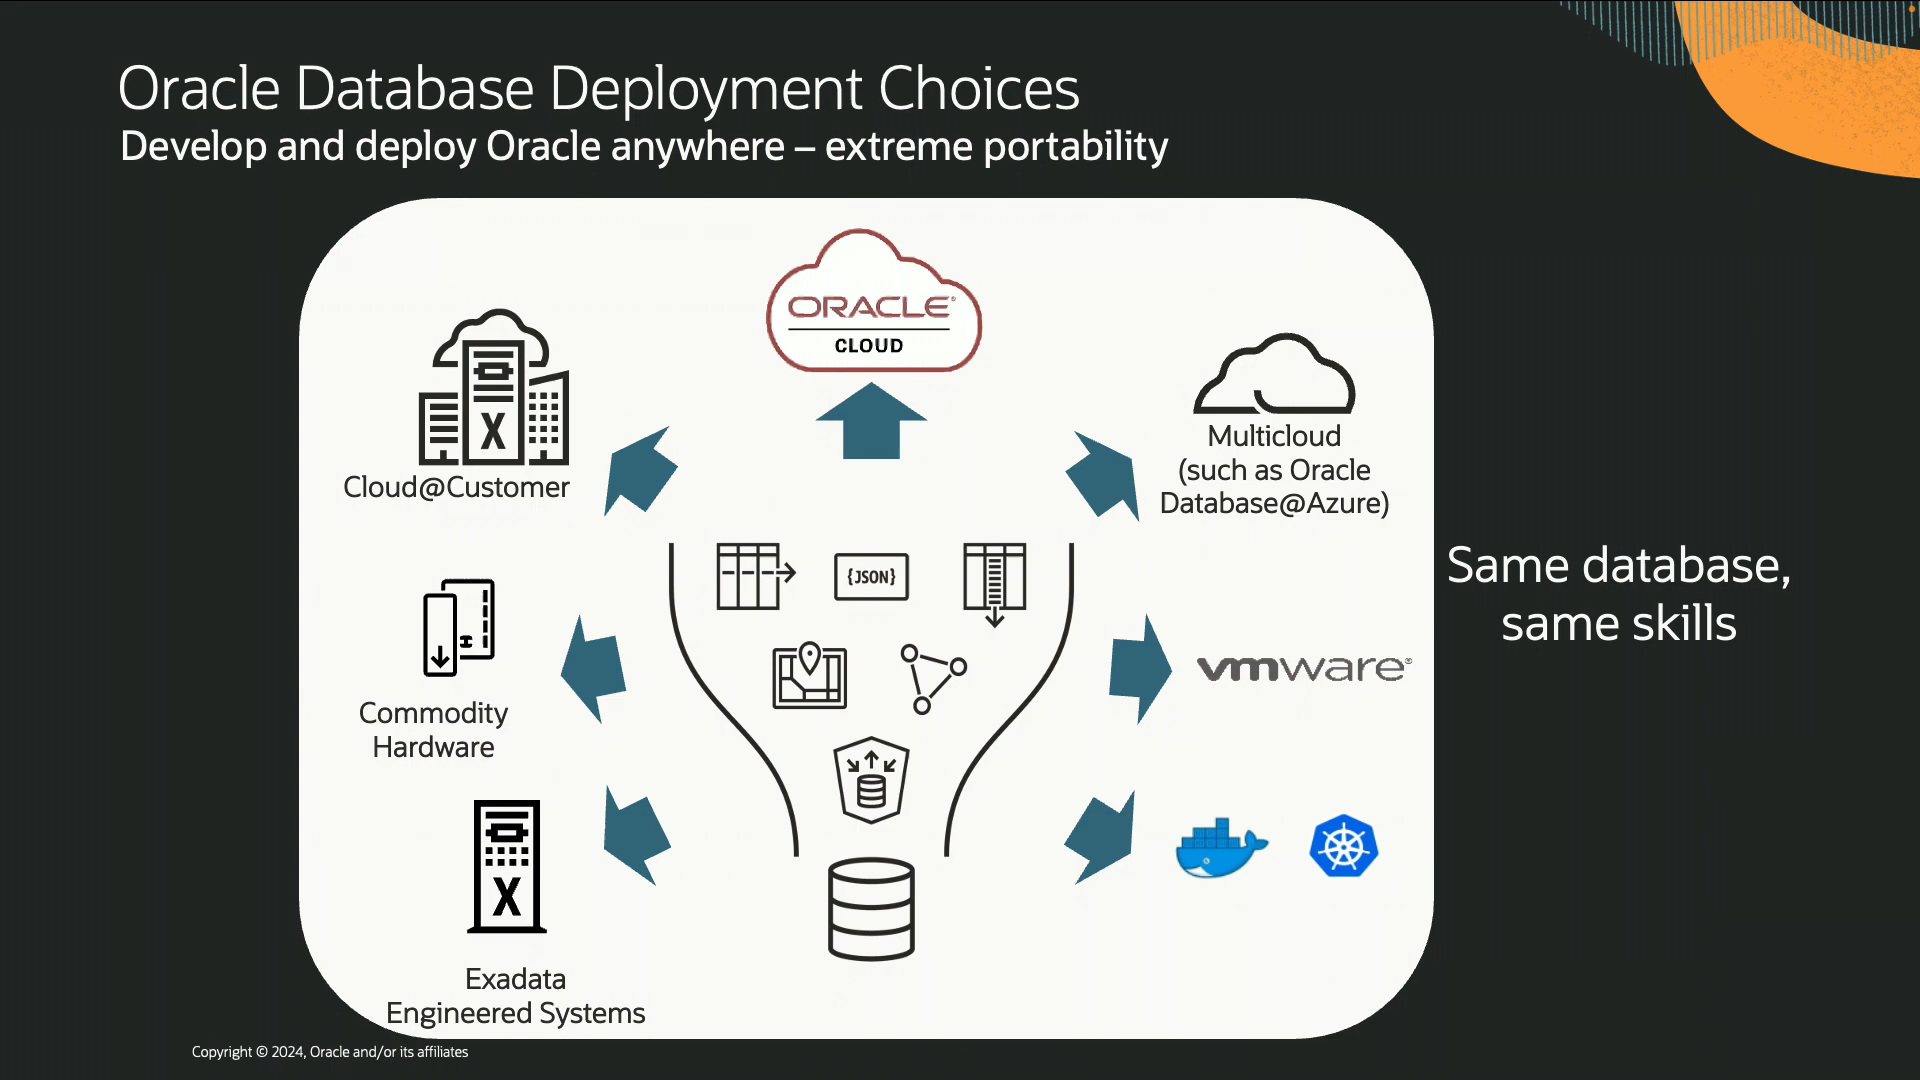 Oracle Database Deployment Choices
Develop and deploy Oracle anywhere – extreme portability
ORACLE®
CLOUD
X
Cloud@Customer
Multicloud
(such as Oracle
Database@Azure)
{JSON}
Same database,
same skills
vmware®
Commodity
Hardware
X
Exadata
Engineered Systems
Copyright © 2024, Oracle and/or its affiliates